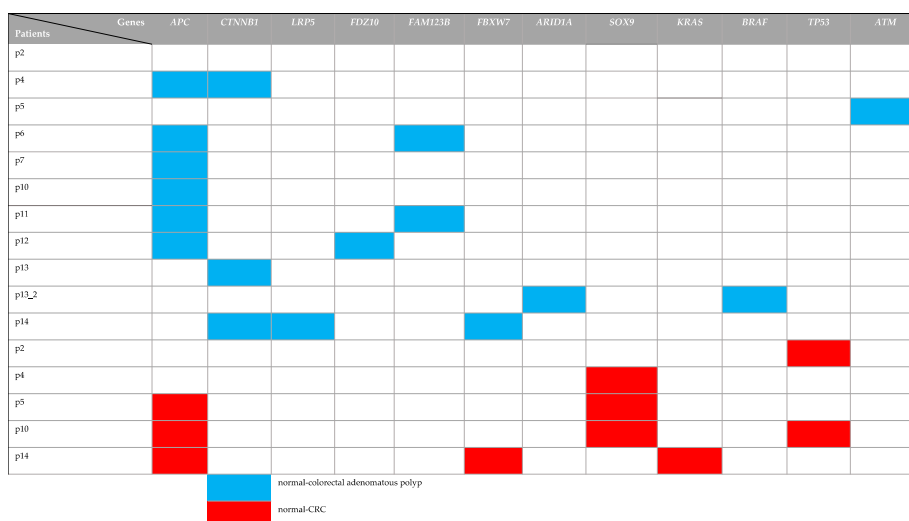 Genes APC CTNNB1 LRP5 FDZ10 FAM123B FBXW7 ARID1A SOX9 KRAS BRAF TP53 ATM
Patients
p2
p4
p5
p6
p7
p10
p11
p12
p13
p13_2
p14
p2
p4
p5
p10
p14
normal-colorectal adenomatous polyp
normal-CRC